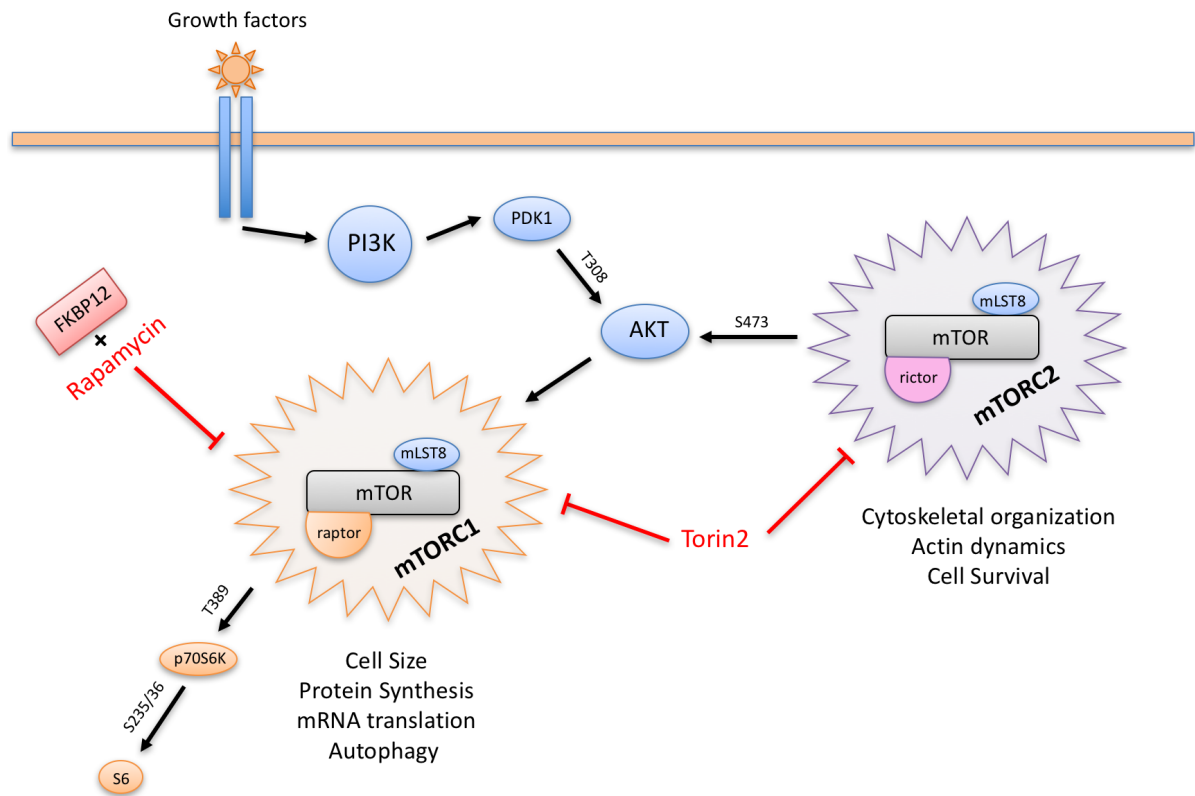 Growth factors
PI3K
PDK1
T308
AKT
S473
mLST8
mTOR
rictor
mTORC2
FKBP12
+
Rapamycin
mLST8
mTOR
raptor
mTORC1
Torin2
Cytoskeletal organization
Actin dynamics
Cell Survival
T389
p70S6K
S235/36
S6
Cell Size
Protein Synthesis
mRNA translation
Autophagy